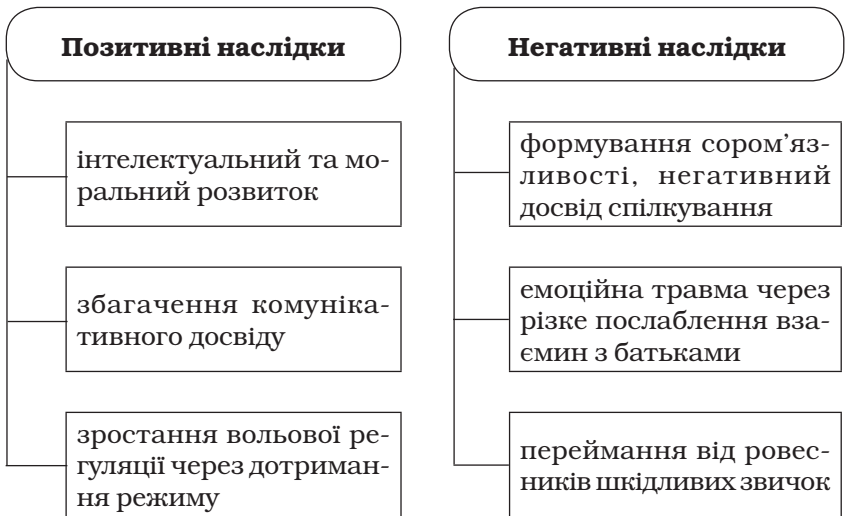 Позитивні наслідки
інтелектуальний та мо-
ральний розвиток
збагачення комуніка-
тивного досвіду
зростання вольової ре-
гуляції через дотриман-
ня режиму
Негативні наслідки
формування сором’яз-
ливості, негативний
досвід спілкування
емоційна травма через
різке послаблення вза-
ємин з батьками
переймання від ровес-
ників шкідливих звичок